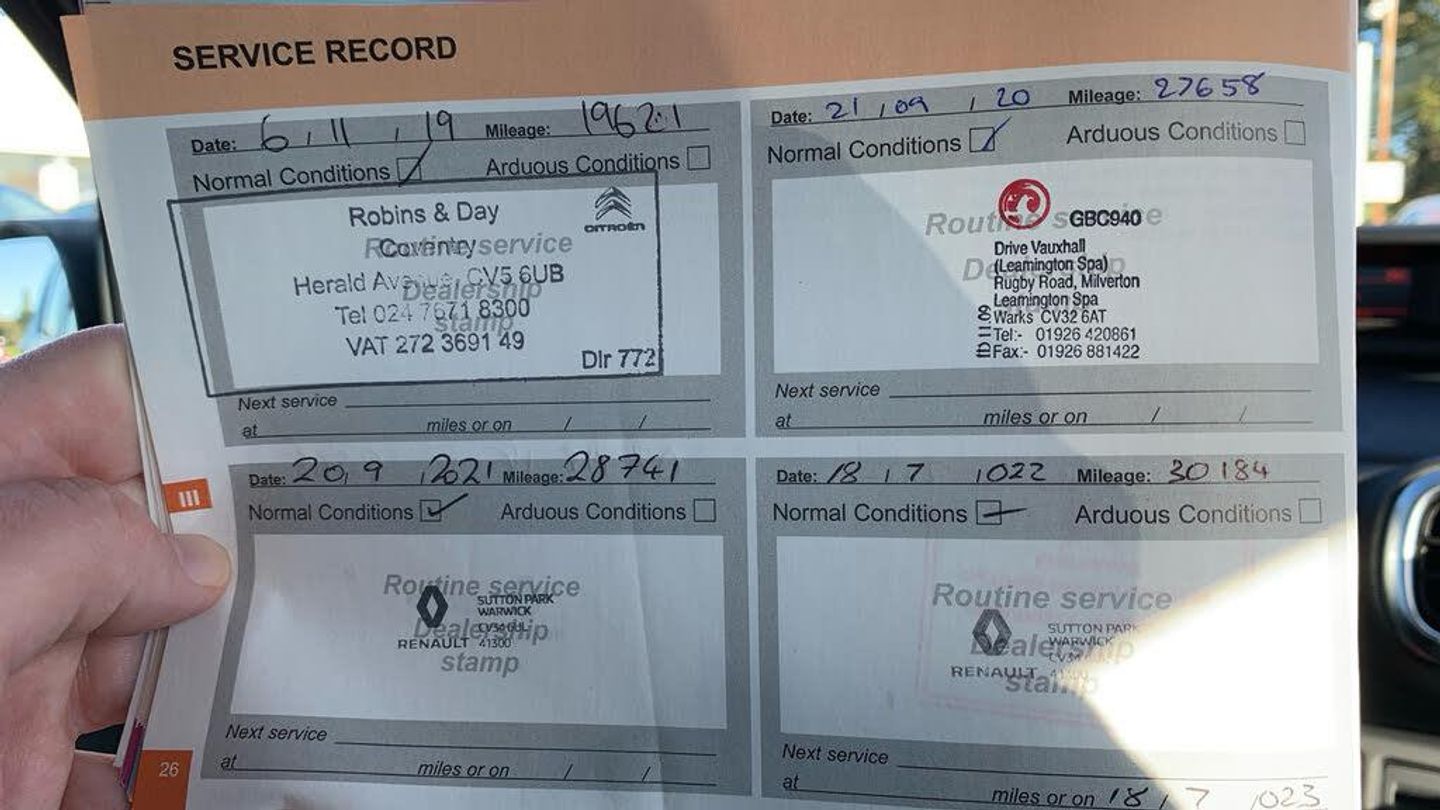 SERVICE RECORD
Date: 6 / 11 / 19 Mileage: 19621
Normal Conditions Arduous Conditions
Robins & Day
CITROËN
Coventry
Routine service
Herald Avenue, CV5 6UB
Dealership
Tel 024 7671 8300
stamp
VAT 272 3691 49
Dlr 772
Next service
at miles or on / /
Date: 21 / 09 / 20 Mileage: 27658
Normal Conditions Arduous Conditions
Routine service
GBC940
Drive Vauxhall
(Leamington Spa)
Rugby Road, Milverton
Leamington Spa
Warks CV32 6AT
Tel:- 01926 420861
Fax:- 01926 881422
Next service
at miles or on / /
Date: 20 / 9 / 2021 Mileage: 28741
Normal Conditions Arduous Conditions
Routine service
SUTTON PARK
WARWICK
Dealership
RENAULT 41300
stamp
Next service
at miles or on / /
Date: 18 / 7 / 2022 Mileage: 30184
Normal Conditions Arduous Conditions
Routine service
SUTTON PARK
WARWICK
Dealership
RENAULT
stamp
Next service
at
miles or on 18 / 7 / 2023
III
26